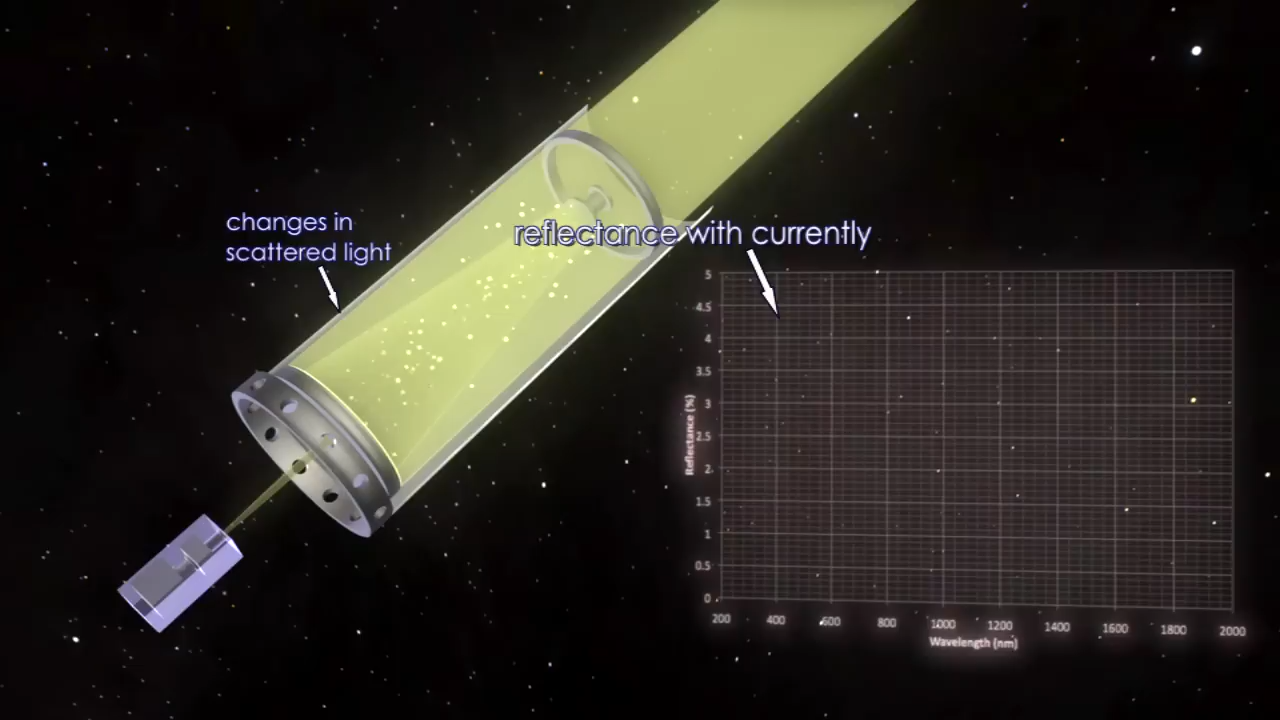 changes in
scattered light
reflectance with currently
5
4.5
4
3.5
3
2.5
2
1.5
1
0.5
0
Reflectance (%)
200 400 600 800 1000 1200 1400 1600 1800 2000
Wavelength (nm)